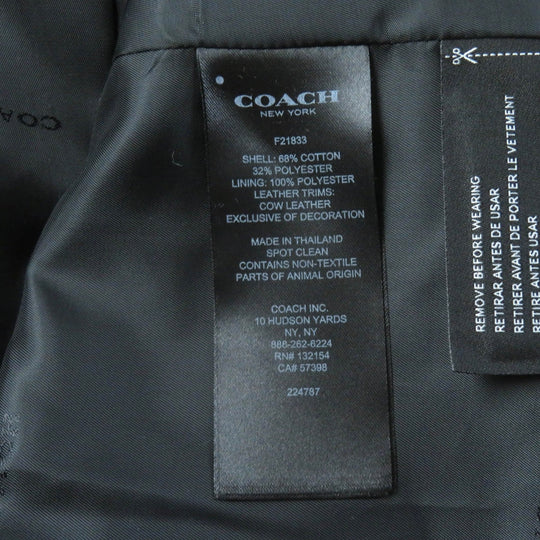 COACH
NEW YORK
F21833
SHELL: 68% COTTON
32% POLYESTER
LINING: 100% POLYESTER
LEATHER TRIMS:
COW LEATHER
EXCLUSIVE OF DECORATION
MADE IN THAILAND
SPOT CLEAN
CONTAINS NON-TEXTILE
PARTS OF ANIMAL ORIGIN
COACH INC.
10 HUDSON YARDS
NY, NY
888-262-6224
RN# 132154
CA# 57398
224787
REMOVE BEFORE WEARING
RETIRAR ANTES DE USAR
RETIRER AVANT DE PORTER LE VETEMENT
RETIRE ANTES DE USAR
COA